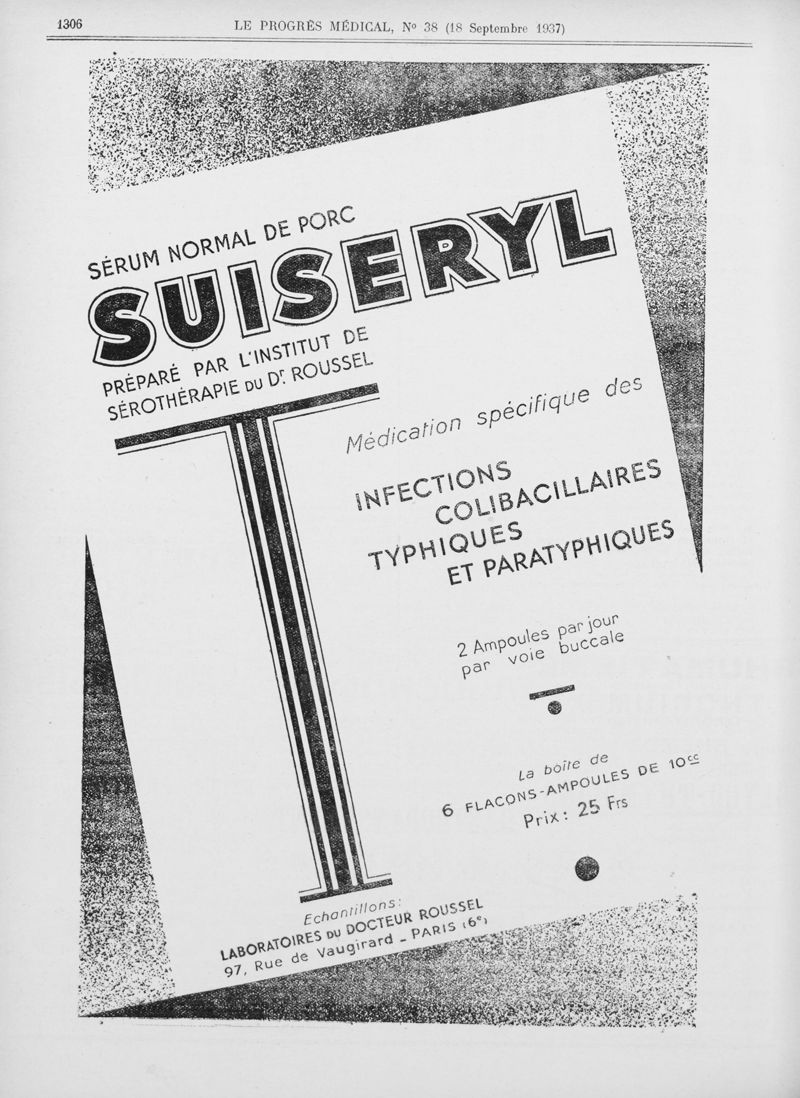 1306
LE PROGRÈS MÉDICAL, Nº 38 (18 Septembre 1937)
SÉRUM NORMAL DE PORC
SUISERYL
PRÉPARÉ PAR L'INSTITUT DE
SÉROTHÉRAPIE DU Dr. ROUSSEL
Médication spécifique des
INFECTIONS
COLIBACILLAIRES
TYPHIQUES
ET PARATYPHIQUES
2 Ampoules par jour
par voie buccale
La boîte de
6 FLACONS-AMPOULES DE 10cc
Prix: 25 Frs
Echantillons:
LABORATOIRES DU DOCTEUR ROUSSEL
97, Rue de Vaugirard - PARIS (6e)